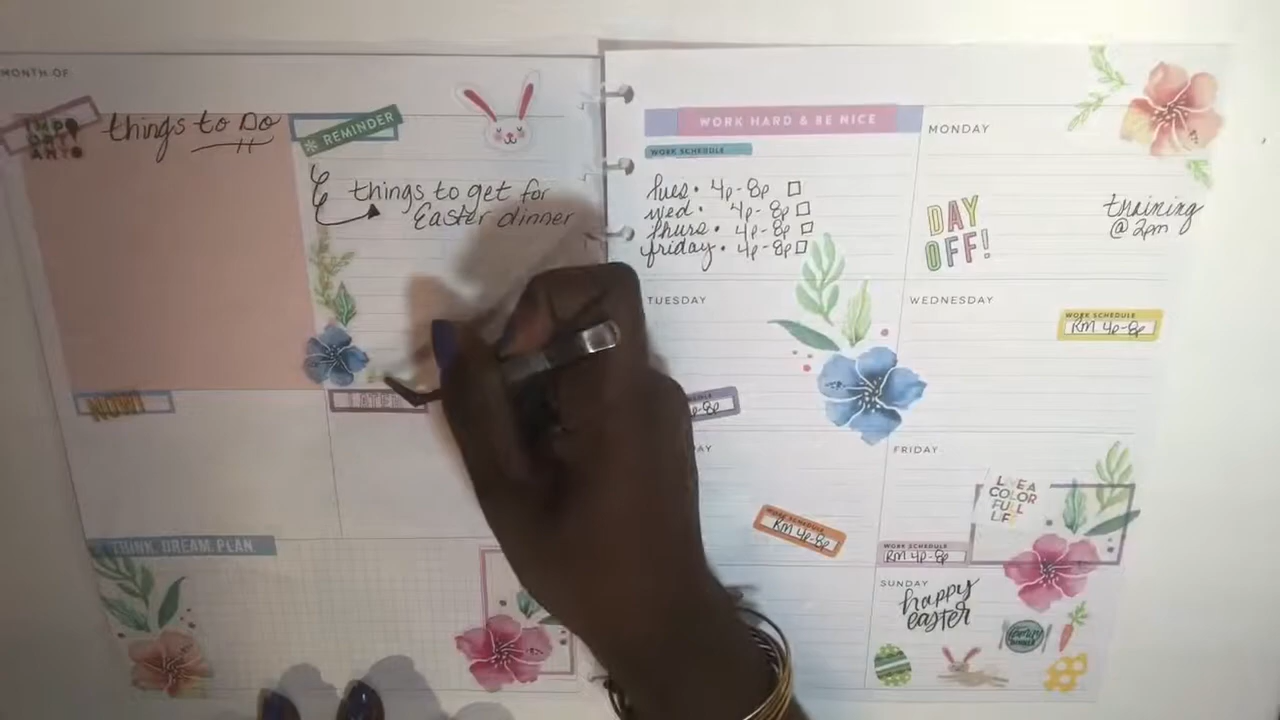 MONTH OF
IMPORTANT
things to Do
REMINDER
things to get for
Easter dinner
NOW!
LATER
THINK. DREAM. PLAN.
WORK HARD & BE NICE
WORK SCHEDULE
tues • 4p-8p
wed • 4p-8p
thurs • 4p-8p
friday • 4p-8p
MONDAY
DAY
OFF!
training
@ 2pm
TUESDAY
WEDNESDAY
WORK SCHEDULE
RM 4p-8p
WORK SCHEDULE
RM 4p-8p
FRIDAY
LIVE A
COLOR
FULL
LIFE
WORK SCHEDULE
RM 4p-8p
SUNDAY
happy
easter